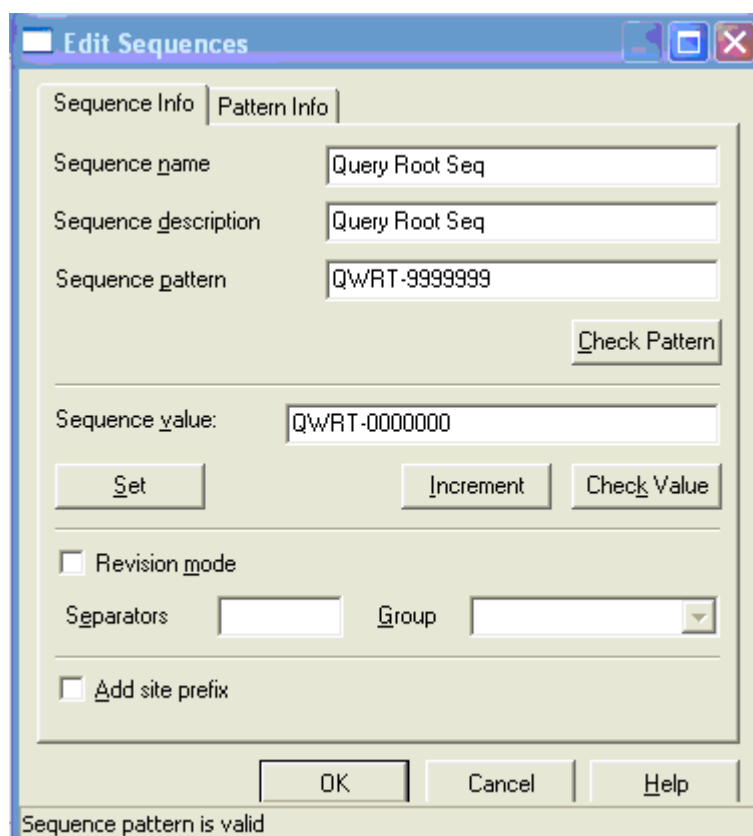 Edit Sequences
Sequence Info Pattern Info
Sequence name Query Root Seq
Sequence description Query Root Seq
Sequence pattern QWRT-9999999
Check Pattern
Sequence value: QWRT-0000000
Set Increment Check Value
Revision mode
Separators Group
Add site prefix
OK Cancel Help
Sequence pattern is valid